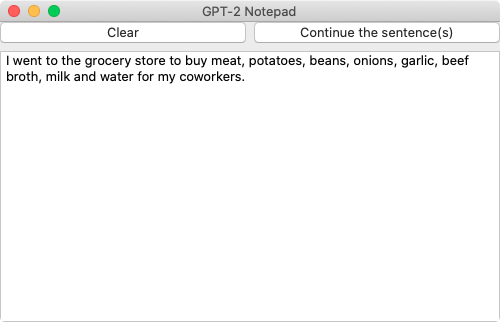 GPT-2 Notepad
Clear
Continue the sentence(s)
I went to the grocery store to buy meat, potatoes, beans, onions, garlic, beef
broth, milk and water for my coworkers.